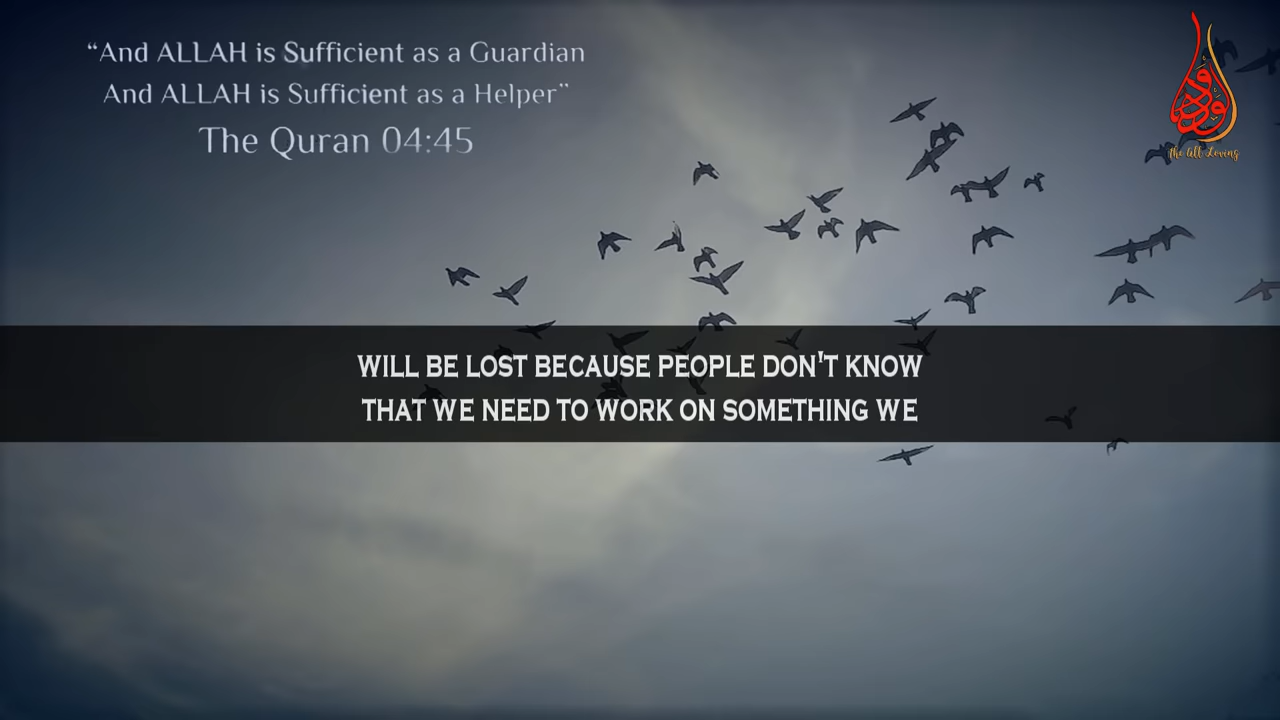 “And ALLAH is Sufficient as a Guardian
And ALLAH is Sufficient as a Helper”
The Quran 04:45
الودود
the All Loving
WILL BE LOST BECAUSE PEOPLE DON'T KNOW
THAT WE NEED TO WORK ON SOMETHING WE